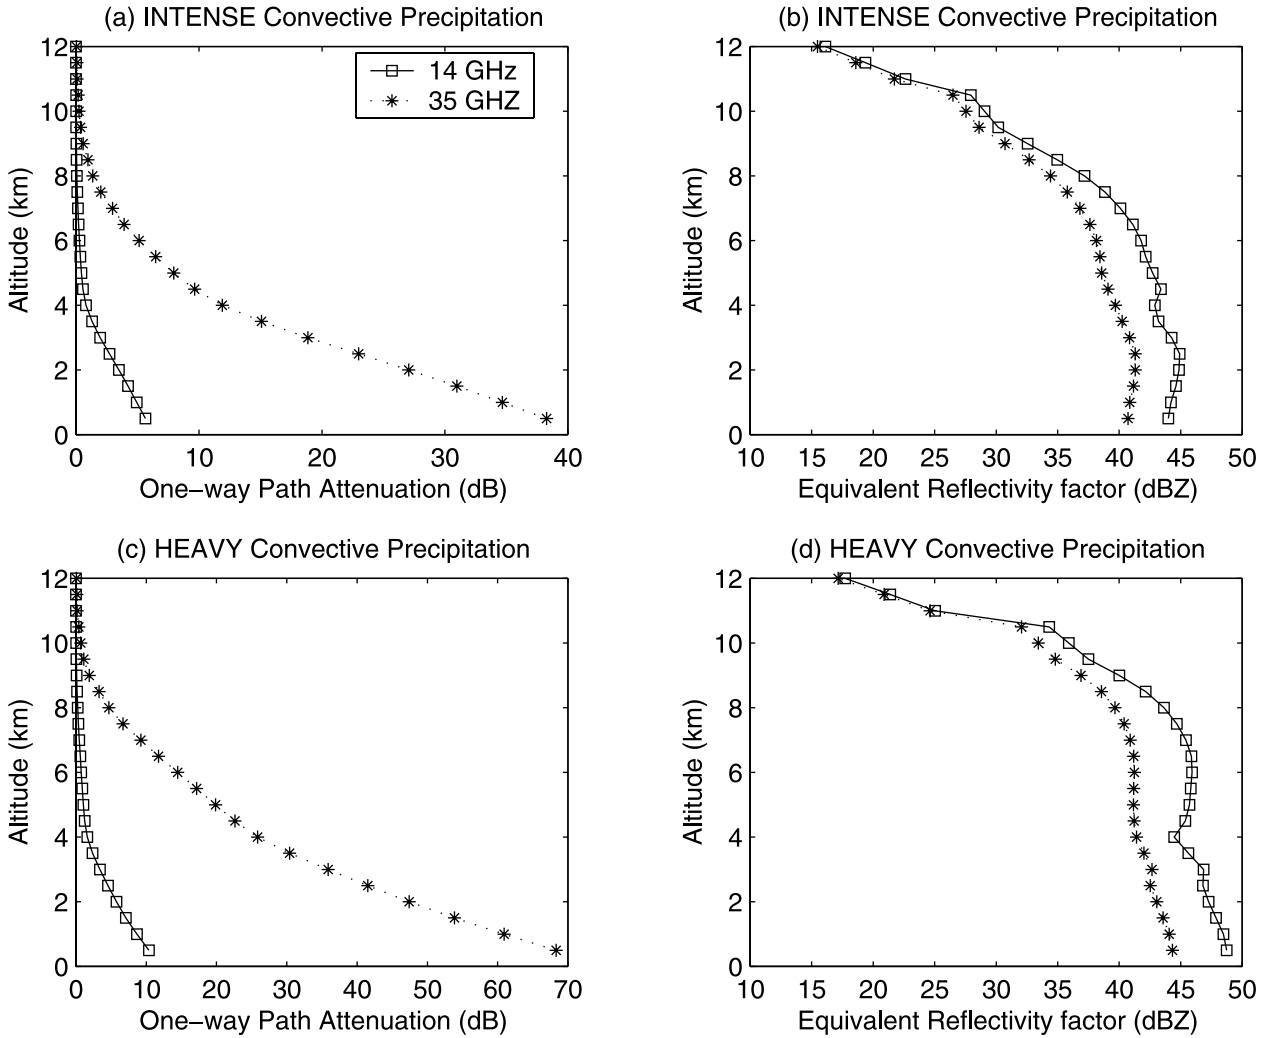 (a) INTENSE Convective Precipitation
12
10
8
6
4
2
0
Altitude (km)
14 GHz
35 GHZ
0 10 20 30 40
One-way Path Attenuation (dB)
(b) INTENSE Convective Precipitation
12
10
8
6
4
2
0
Altitude (km)
10 15 20 25 30 35 40 45 50
Equivalent Reflectivity factor (dBZ)
(c) HEAVY Convective Precipitation
12
10
8
6
4
2
0
Altitude (km)
0 10 20 30 40 50 60 70
One-way Path Attenuation (dB)
(d) HEAVY Convective Precipitation
12
10
8
6
4
2
0
Altitude (km)
10 15 20 25 30 35 40 45 50
Equivalent Reflectivity factor (dBZ)